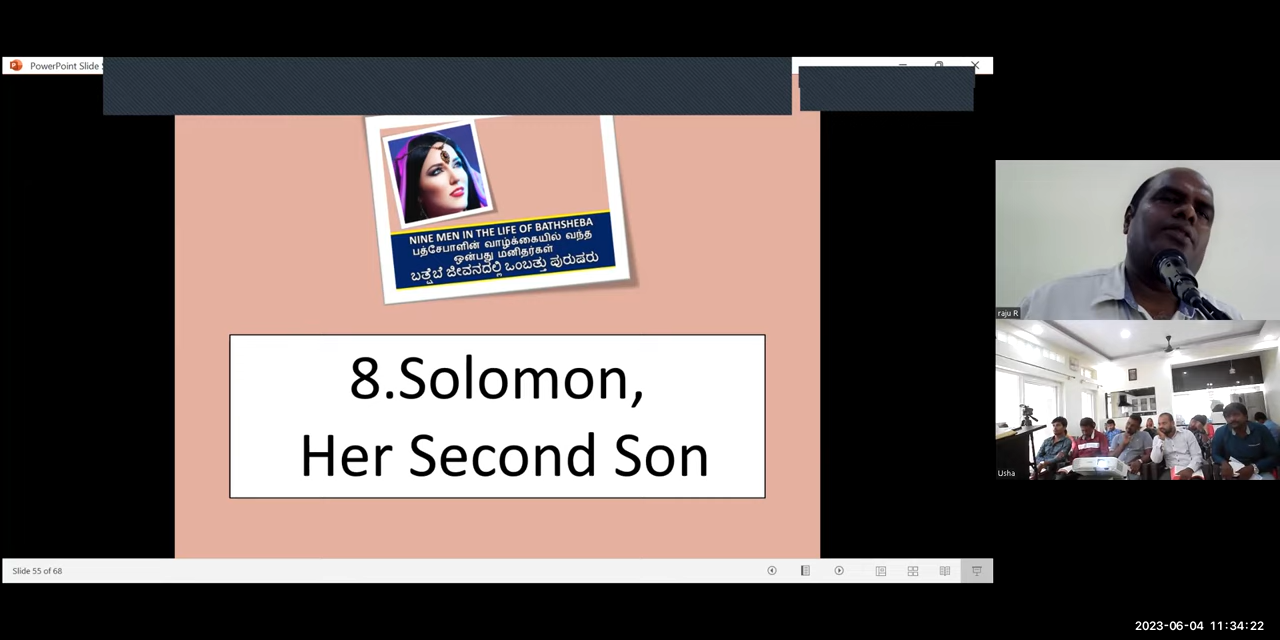 PowerPoint Slide S
NINE MEN IN THE LIFE OF BATHSHEBA
பத்சேபாளின் வாழ்க்கையில் வந்த
ஒன்பது மனிதர்கள்
ಬತ್ಷೆಬೆ ಜೀವನದಲ್ಲಿ ಒಂಬತ್ತು ಪುರುಷರು
8.Solomon,
Her Second Son
raju R
Usha
Slide 55 of 68
2023-06-04 11:34:22